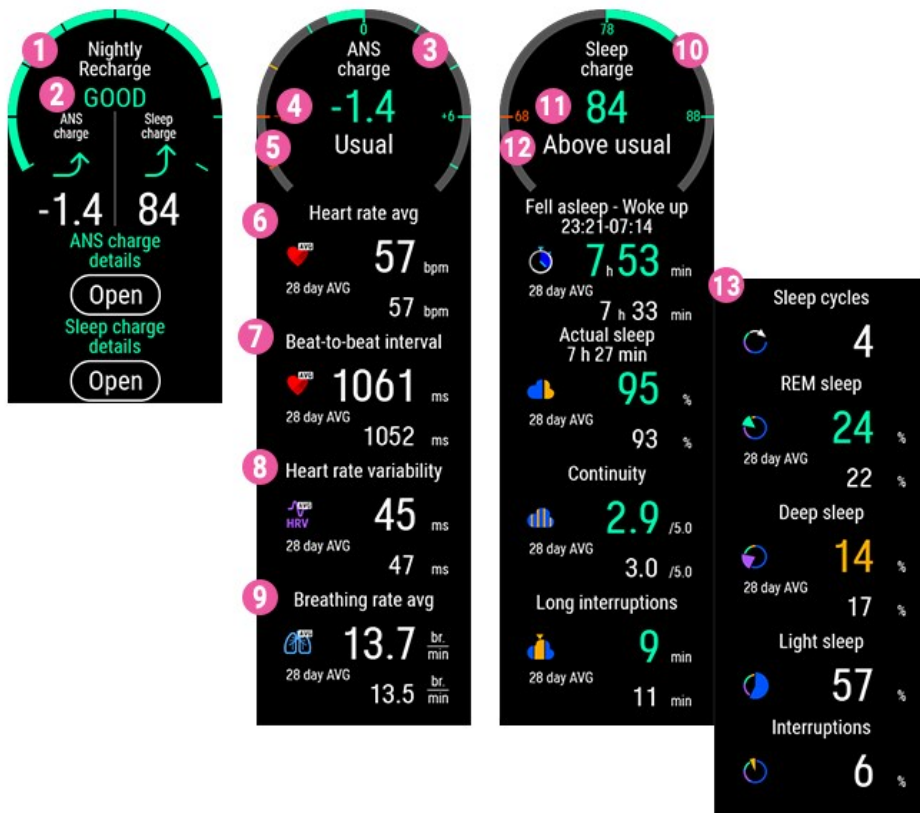 1
Nightly
Recharge
2
GOOD
ANS
charge
Sleep
charge
-1.4
84
ANS charge
details
Open
Sleep charge
details
Open
0
3
ANS
charge
4
-1.4
+6
5
Usual
6
Heart rate avg
AVG
57 bpm
28 day AVG
57 bpm
7
Beat-to-beat interval
AVG
1061 ms
28 day AVG
1052 ms
8
Heart rate variability
AVG
HRV
45 ms
28 day AVG
47 ms
9
Breathing rate avg
AVG
13.7 br./min
28 day AVG
13.5 br./min
78
10
Sleep
charge
68
11
84
88
12
Above usual
Fell asleep - Woke up
23:21-07:14
7 h 53 min
28 day AVG
7 h 33 min
Actual sleep
7 h 27 min
95 %
28 day AVG
93 %
Continuity
2.9 /5.0
28 day AVG
3.0 /5.0
Long interruptions
9 min
28 day AVG
11 min
13
Sleep cycles
4
REM sleep
24 %
28 day AVG
22 %
Deep sleep
14 %
28 day AVG
17 %
Light sleep
57 %
Interruptions
6 %